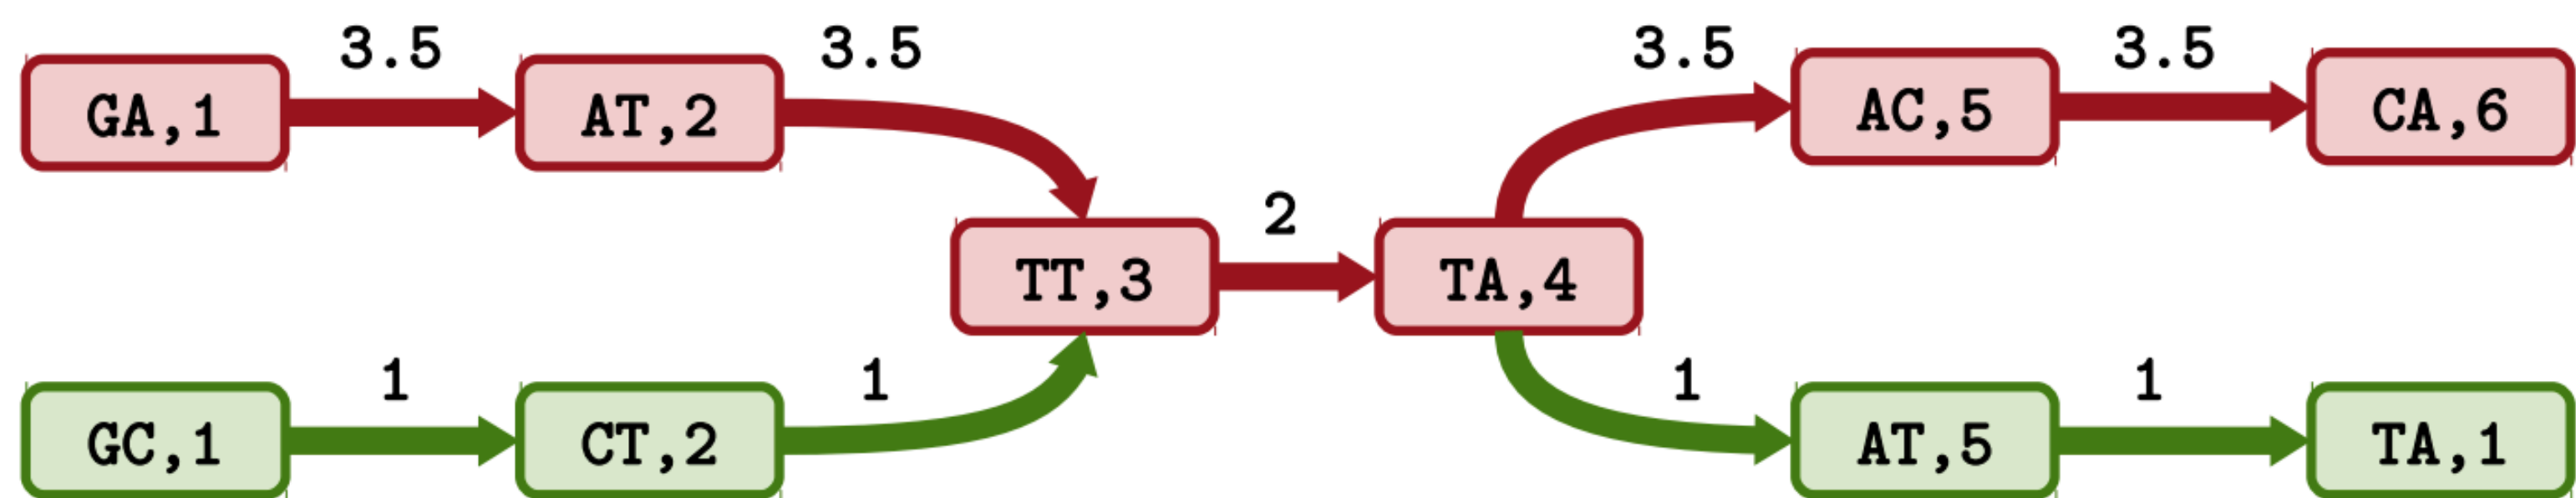 3.5 3.5 3.5 3.5
GA,1 AT,2 AC,5 CA,6
2
TT,3 TA,4
1 1 1 1
GC,1 CT,2 AT,5 TA,1